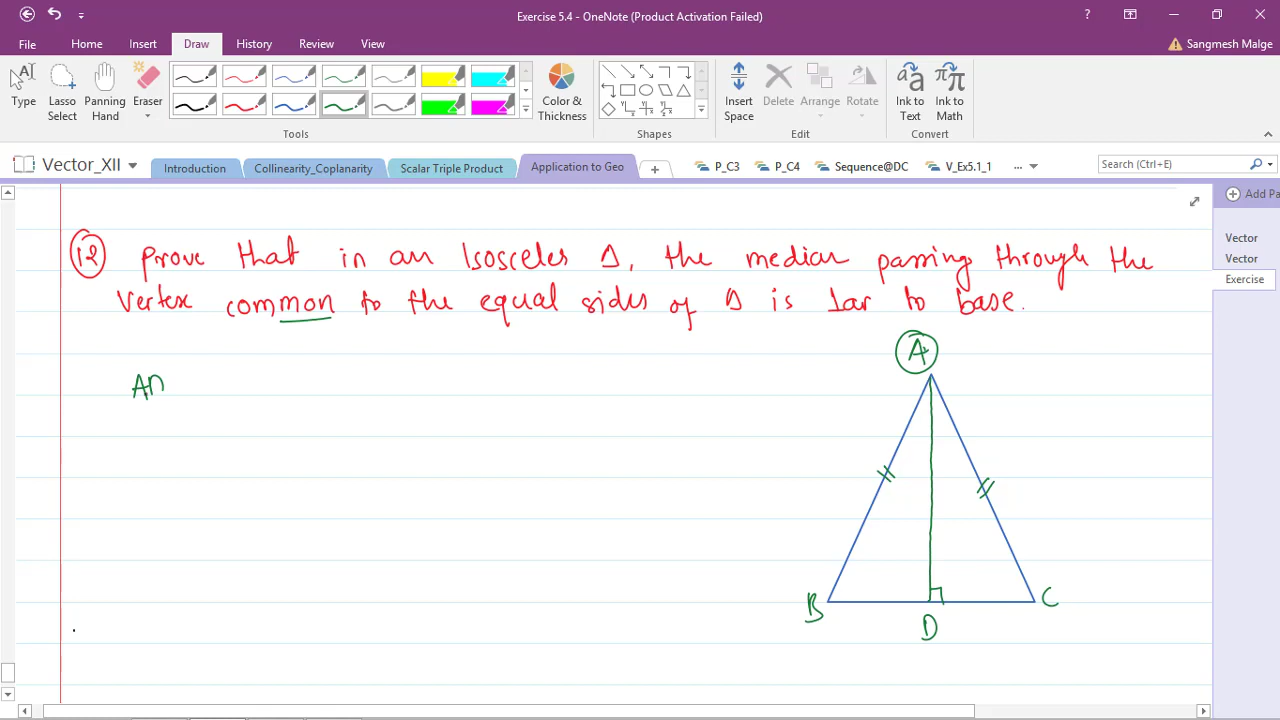 Exercise 5.4 - OneNote (Product Activation Failed)
?
File Home Insert Draw History Review View Sangmesh Malge
Type Lasso Select Panning Hand Eraser Color & Thickness Insert Space Delete Arrange Rotate Ink to Text Ink to Math
Tools Shapes Edit Convert
Vector_XII Introduction Collinearity_Coplanarity Scalar Triple Product Application to Geo P_C3 P_C4 Sequence@DC V_Ex5.1_1 ... Search (Ctrl+E)
Add Pa
Vector
Vector
Exercise
12 Prove that in an Isosceles Δ, the median passing through the
Vertex common to the equal sides of Δ is ⊥ar to base.
A
AD
B
C
D